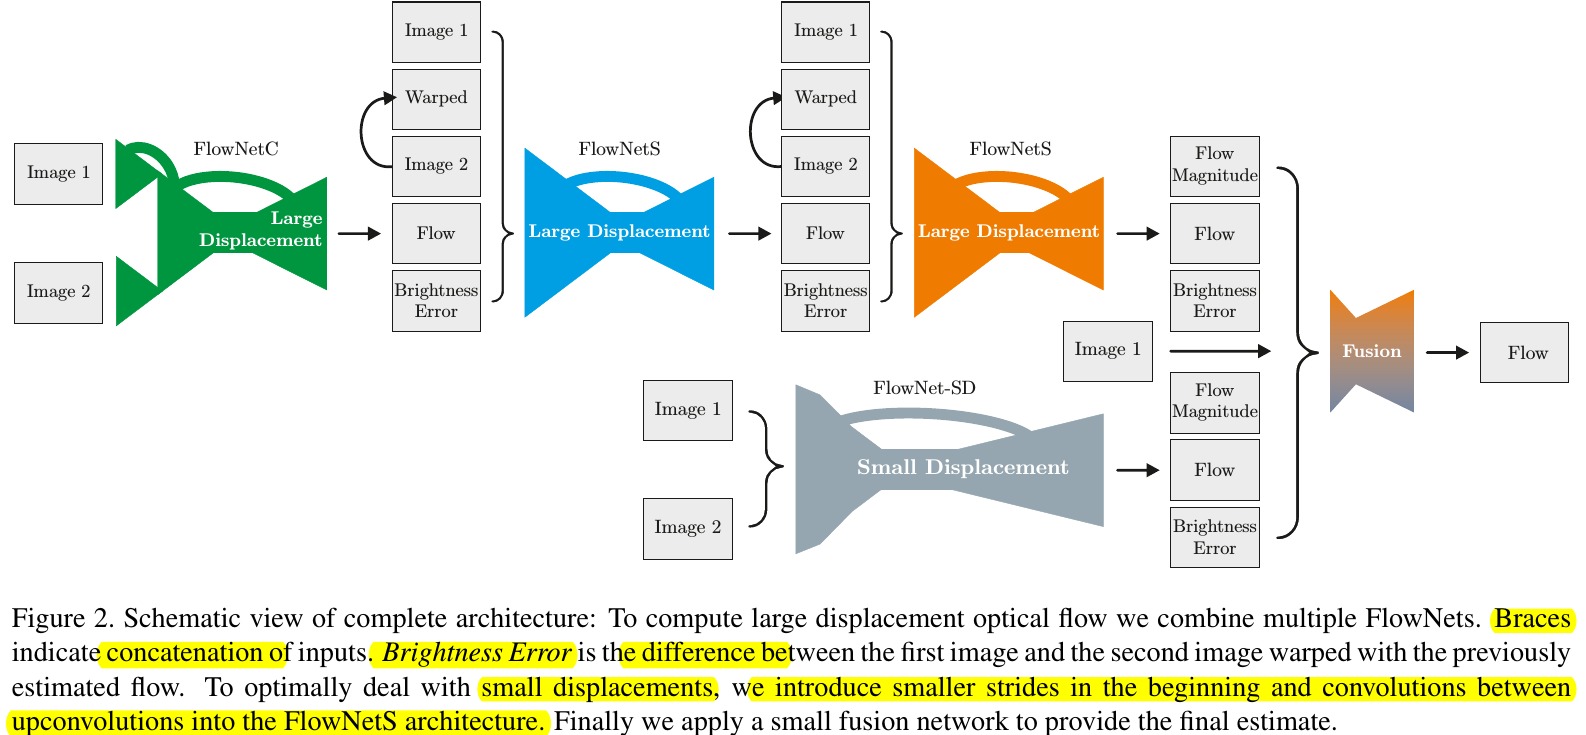 Image 1
Image 2
FlowNetC
Large
Displacement
Image 1
Warped
Image 2
Flow
Brightness
Error
FlowNetS
Large Displacement
Image 1
Warped
Image 2
Flow
Brightness
Error
FlowNetS
Large Displacement
Flow
Magnitude
Flow
Brightness
Error
Image 1
Image 1
Image 2
FlowNet-SD
Small Displacement
Flow
Magnitude
Flow
Brightness
Error
Fusion
Flow
Figure 2. Schematic view of complete architecture: To compute large displacement optical flow we combine multiple FlowNets. Braces
indicate concatenation of inputs. Brightness Error is the difference between the first image and the second image warped with the previously
estimated flow. To optimally deal with small displacements, we introduce smaller strides in the beginning and convolutions between
upconvolutions into the FlowNetS architecture. Finally we apply a small fusion network to provide the final estimate.